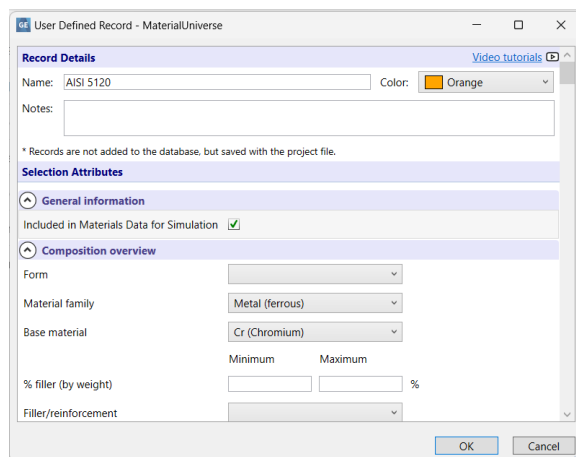 GE User Defined Record - MaterialUniverse
Record Details Video tutorials
Name: AISI 5120 Color: Orange
Notes:
* Records are not added to the database, but saved with the project file.
Selection Attributes
General information
Included in Materials Data for Simulation
Composition overview
Form
Material family Metal (ferrous)
Base material Cr (Chromium)
Minimum Maximum
% filler (by weight) %
Filler/reinforcement
OK Cancel